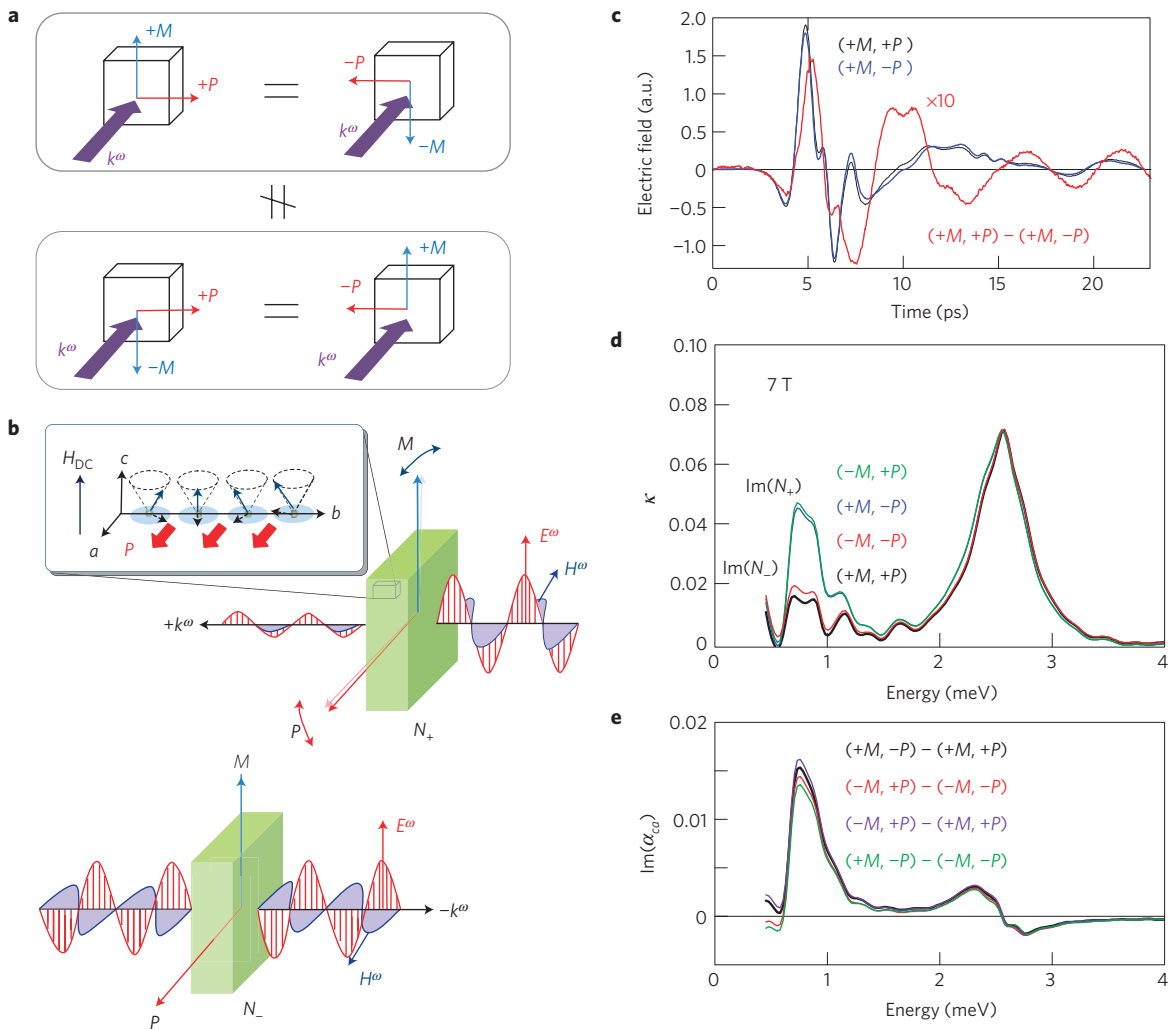 a
+M
+P
=
−P
kω
−M
kω
+M
+P
=
−P
kω
−M
kω
b
HDC
c
b
a
P
M
Eω
Hω
+kω
P
N+
M
Eω
−kω
Hω
P
N−
c
2.0
1.5
1.0
0.5
0
−0.5
−1.0
Electric field (a.u.)
(+M, +P)
(+M, −P)
×10
(+M, +P) − (+M, −P)
0
5
10
15
20
Time (ps)
d
0.10
0.08
0.06
0.04
0.02
0
κ
7 T
Im(N+)
Im(N−)
(−M, +P)
(+M, −P)
(−M, −P)
(+M, +P)
0
1
2
3
4
Energy (meV)
e
0.02
0.01
0
Im(αca)
(+M, −P) − (+M, +P)
(−M, +P) − (−M, −P)
(−M, +P) − (+M, +P)
(+M, −P) − (−M, −P)
0
1
2
3
4
Energy (meV)